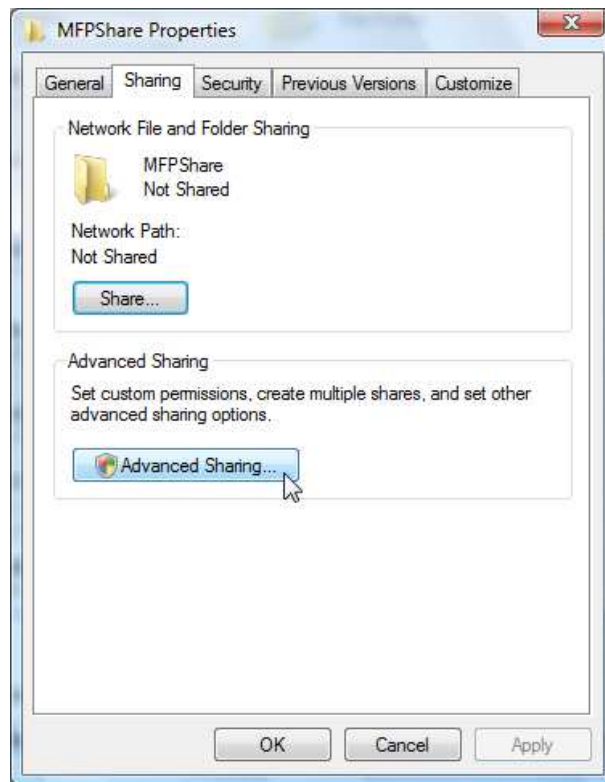 MFPShare Properties
General Sharing Security Previous Versions Customize
Network File and Folder Sharing
MFPShare
Not Shared
Network Path:
Not Shared
Share...
Advanced Sharing
Set custom permissions, create multiple shares, and set other
advanced sharing options.
Advanced Sharing...
OK Cancel Apply